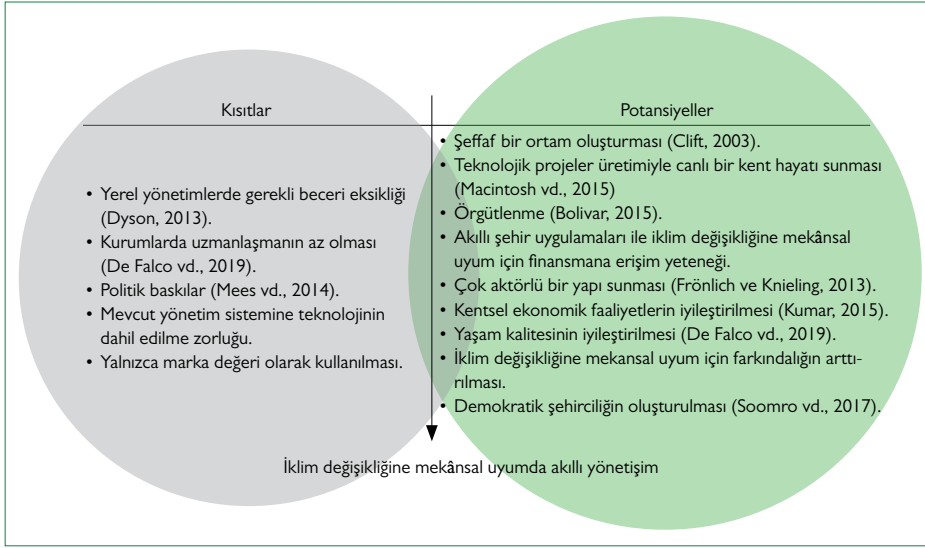 Kısıtlar
• Yerel yönetimlerde gerekli beceri eksikliği
(Dyson, 2013).
• Kurumlarda uzmanlaşmanın az olması
(De Falco vd., 2019).
• Politik baskılar (Mees vd., 2014).
• Mevcut yönetim sistemine teknolojinin
dahil edilme zorluğu.
• Yalnızca marka değeri olarak kullanılması.
Potansiyeller
• Şeffaf bir ortam oluşturması (Clift, 2003).
• Teknolojik projeler üretimiyle canlı bir kent hayatı sunması
(Macintosh vd., 2015)
• Örgütlenme (Bolivar, 2015).
• Akıllı şehir uygulamaları ile iklim değişikliğine mekânsal
uyum için finansmana erişim yeteneği.
• Çok aktörlü bir yapı sunması (Frönlich ve Knieling, 2013).
• Kentsel ekonomik faaliyetlerin iyileştirilmesi (Kumar, 2015).
• Yaşam kalitesinin iyileştirilmesi (De Falco vd., 2019).
• İklim değişikliğine mekansal uyum için farkındalığın arttı-
rılması.
• Demokratik şehirciliğin oluşturulması (Soomro vd., 2017).
İklim değişikliğine mekânsal uyumda akıllı yönetişim